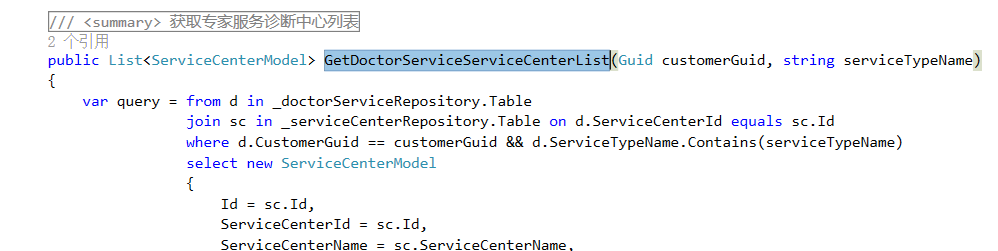 /// <summary> 获取专家服务诊断中心列表
2 个引用
public List<ServiceCenterModel> GetDoctorServiceServiceCenterList(Guid customerGuid, string serviceTypeName)
{
var query = from d in _doctorServiceRepository.Table
join sc in _serviceCenterRepository.Table on d.ServiceCenterId equals sc.Id
where d.CustomerGuid == customerGuid && d.ServiceTypeName.Contains(serviceTypeName)
select new ServiceCenterModel
{
Id = sc.Id,
ServiceCenterId = sc.Id,
ServiceCenterName = sc.ServiceCenterName,